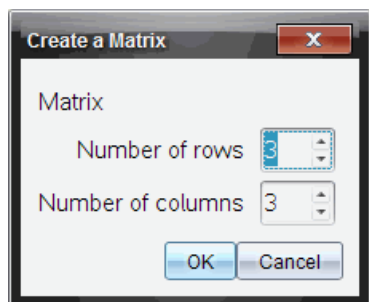 Create a Matrix
Matrix
Number of rows 3
Number of columns 3
OK Cancel